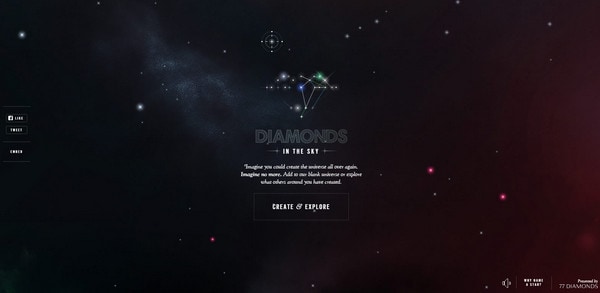 LIKE
TWEET
EMBED
DIAMONDS
IN THE SKY
"Imagine you could create the universe all over again.
Imagine no more. Add to our blank universe or explore
what others around you have created.
CREATE & EXPLORE
WHY NAME
A STAR?
Presented by
77 DIAMONDS